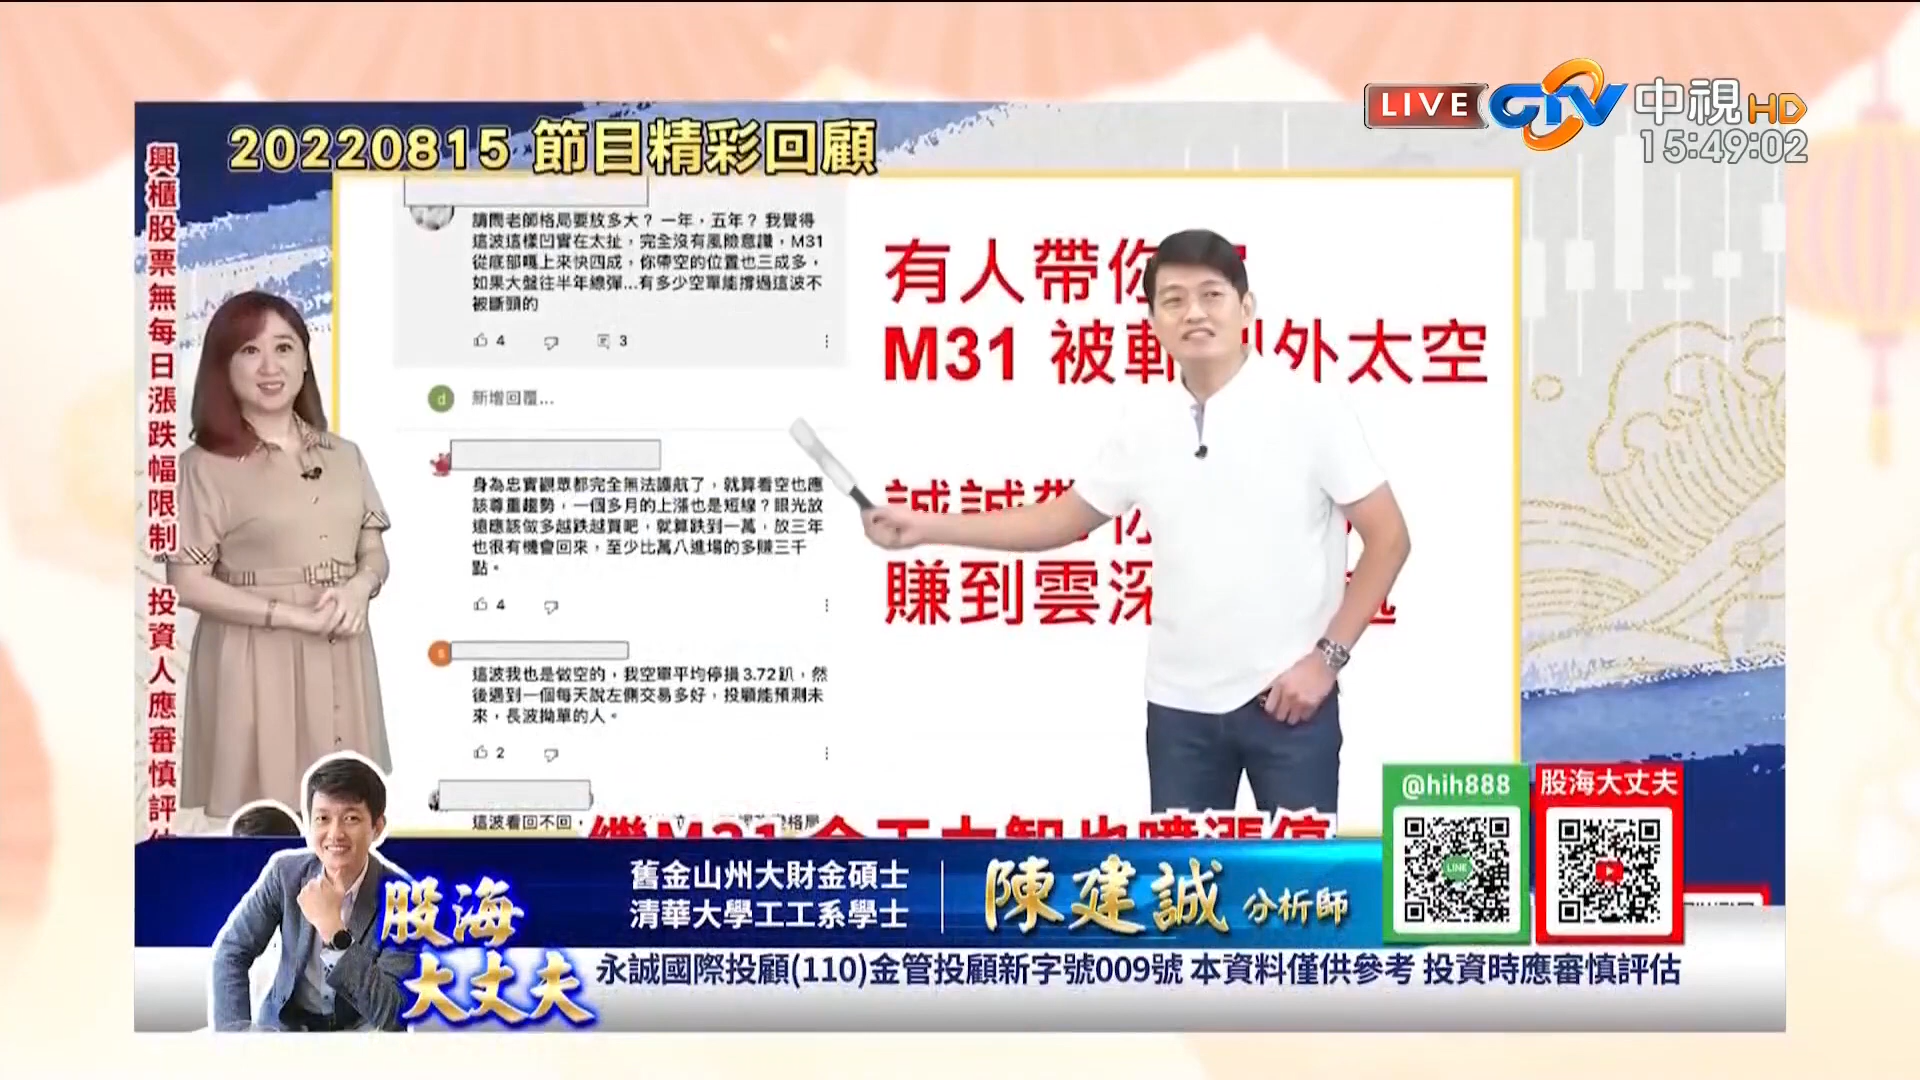 LIVE CTV 中視HD
15:49:02
20220815 節目精彩回顧
興櫃股票無每日漲跌幅限制 投資人應審慎評估
請問老師格局要放多大？一年，五年？我覺得
這波這樣凹實在太扯，完全沒有風險意識，M31
從底部嘎上來快四成，你帶空的位置也三成多，
如果大盤往半年線彈...有多少空單能撐過這波不
被斷頭的
4
3
d 新增回覆...
身為忠實觀眾都完全無法護航了，就算看空也應
該尊重趨勢，一個多月的上漲也是短線？眼光放
遠應該做多越跌越買吧，就算跌到一萬，放三年
也很有機會回來，至少比萬八進場的多賺三千
點。
4
s
這波我也是做空的，我空單平均停損3.72趴，然
後遇到一個每天說左側交易多好，投顧能預測未
來，長波拗單的人。
2
這波看回不回，
格局
有人帶你
M31 被 外太空
誠誠帶你
賺到雲深
繼M31
股海
大丈夫
舊金山州大財金碩士
清華大學工工系學士
陳建誠 分析師
@hih888
LINE
股海大丈夫
永誠國際投顧(110)金管投顧新字號009號 本資料僅供參考 投資時應審慎評估